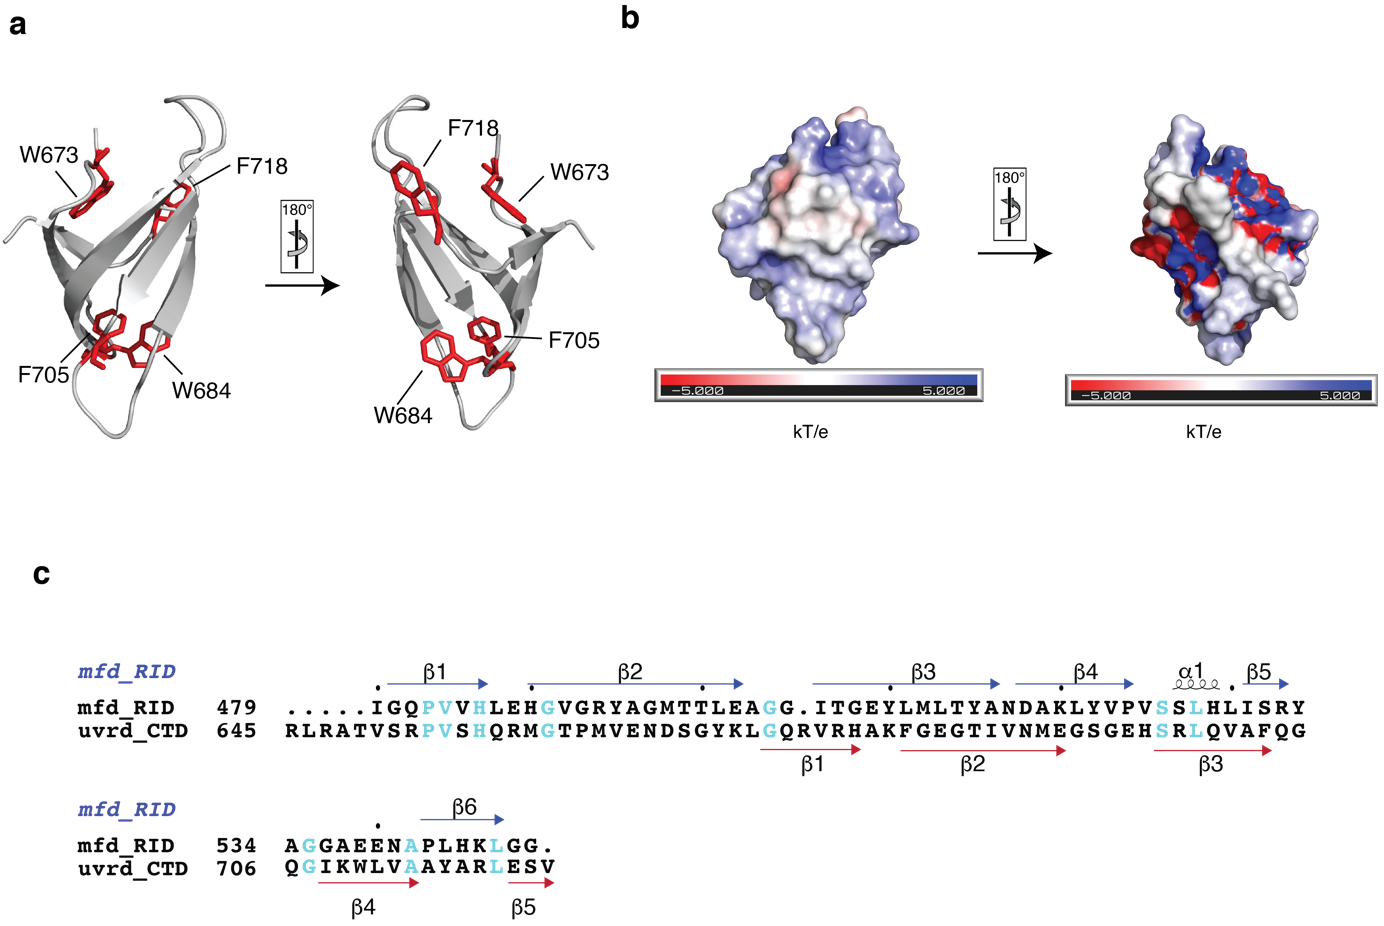 a
b
W673
F718
180°
F718
W673
F705
W684
F705
W684
180°
-5.000 5.000
kT/e
-5.000 5.000
kT/e
c
mfd_RID β1 β2 β3 β4 α1 β5
mfd_RID 479 .....IGQPVVHLEHGVGRYAGMTTLEAGG.ITGEYLMLTYANDAKLYVPVSSLHLISRY
uvrd_CTD 645 RLRATVSRPVSHQRMGTPMVENDSGYKLGQRVRHAKFGEGTIVNMEGSGEHSRLQVAFQG
β1 β2 β3
mfd_RID β6
mfd_RID 534 AGGAEENAPLHKLGG.
uvrd_CTD 706 QGIKWLVAAYARLESV
β4 β5